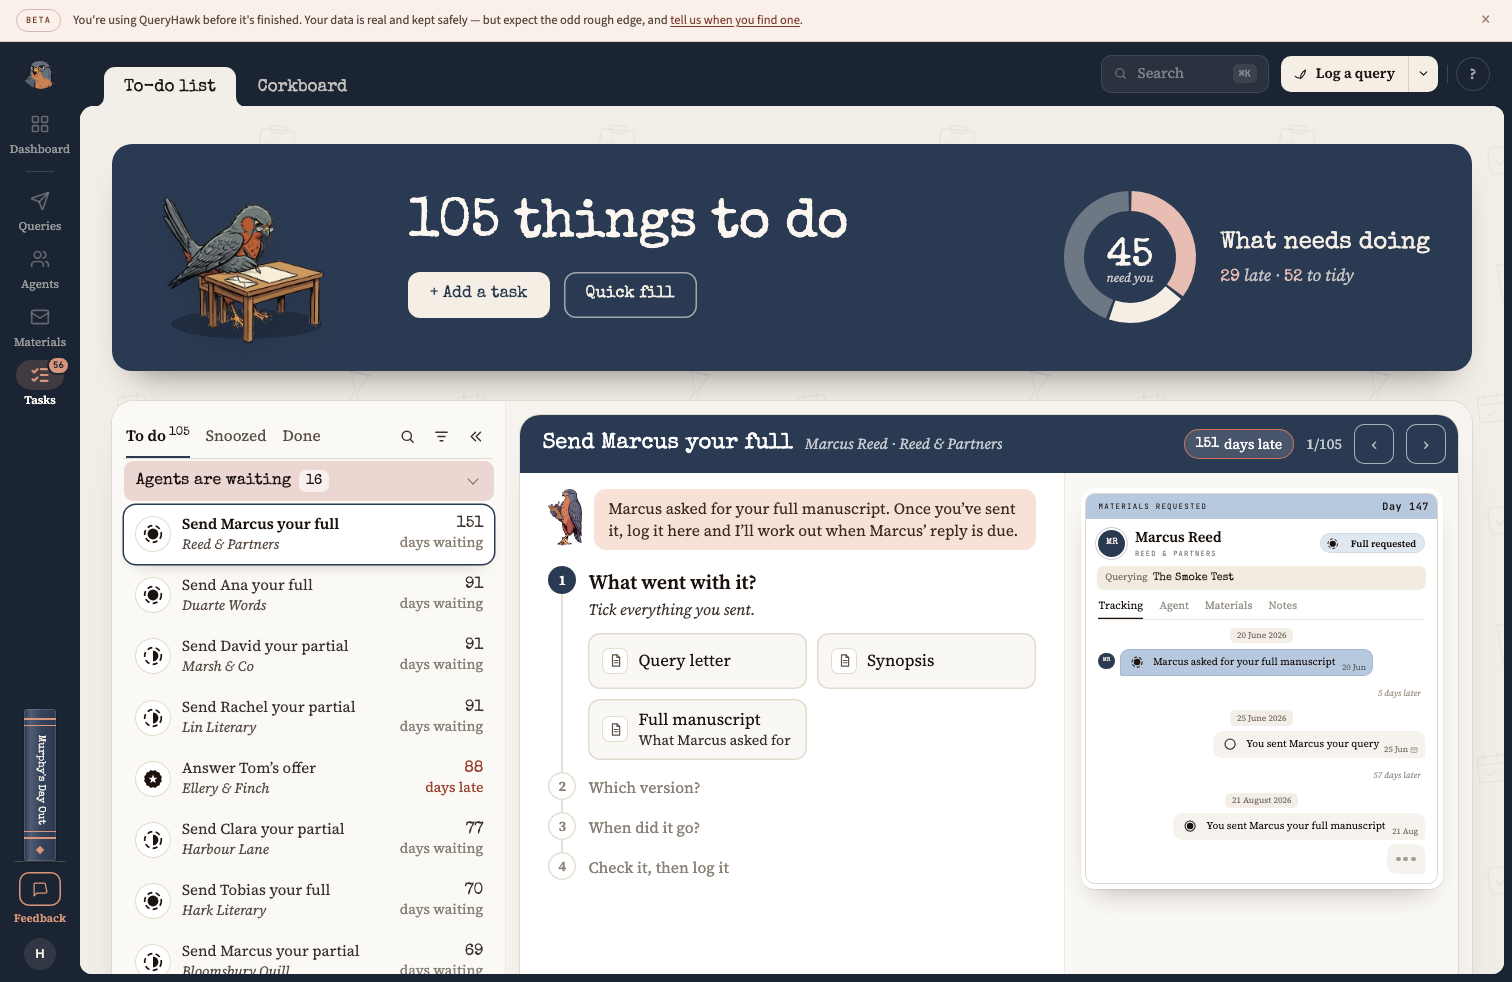 BETA
You're using QueryHawk before it's finished. Your data is real and kept safely — but expect the odd rough edge, and tell us when you find one.
×
To-do list
Corkboard
Search
⌘K
Log a query
?
Dashboard
Queries
Agents
Materials
56
Tasks
Murphy's Day Out
Feedback
H
105 things to do
+ Add a task
Quick fill
45
need you
What needs doing
29 late · 52 to tidy
To do 105
Snoozed
Done
Agents are waiting 16
Send Marcus your full
151
Reed & Partners
days waiting
Send Ana your full
91
Duarte Words
days waiting
Send David your partial
91
Marsh & Co
days waiting
Send Rachel your partial
91
Lin Literary
days waiting
Answer Tom's offer
88
Ellery & Finch
days late
Send Clara your partial
77
Harbour Lane
days waiting
Send Tobias your full
70
Hark Literary
days waiting
Send Marcus your partial
69
Bloomsbury Quill
days waiting
Send Marcus your full
Marcus Reed · Reed & Partners
151 days late
1/105
‹
›
Marcus asked for your full manuscript. Once you've sent
it, log it here and I'll work out when Marcus' reply is due.
1
What went with it?
Tick everything you sent.
Query letter
Synopsis
Full manuscript
What Marcus asked for
2
Which version?
3
When did it go?
4
Check it, then log it
MATERIALS REQUESTED
Day 147
MR
Marcus Reed
REED & PARTNERS
Full requested
Querying The Smoke Test
Tracking
Agent
Materials
Notes
20 June 2026
MR
Marcus asked for your full manuscript
20 Jun
5 days later
25 June 2026
You sent Marcus your query
25 Jun
57 days later
21 August 2026
You sent Marcus your full manuscript
21 Aug